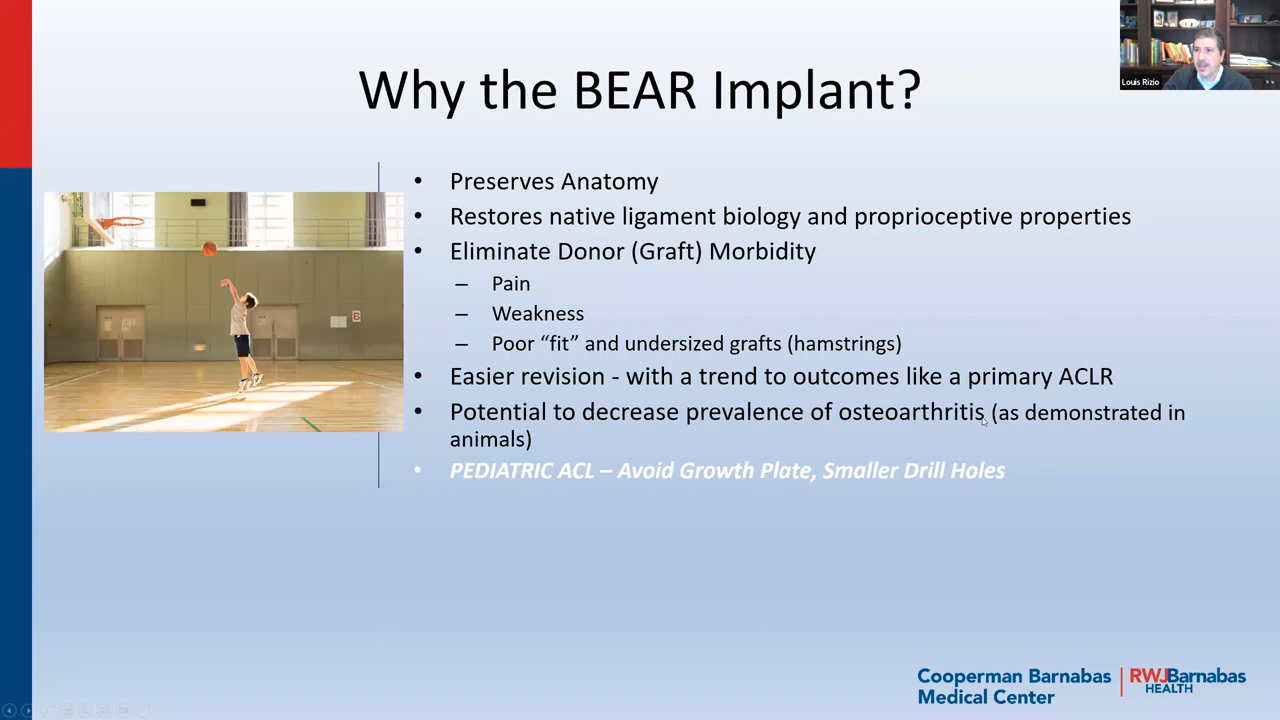 Louis Rizio
Why the BEAR Implant?
• Preserves Anatomy
• Restores native ligament biology and proprioceptive properties
• Eliminate Donor (Graft) Morbidity
– Pain
– Weakness
– Poor “fit” and undersized grafts (hamstrings)
• Easier revision - with a trend to outcomes like a primary ACLR
• Potential to decrease prevalence of osteoarthritis (as demonstrated in
animals)
• PEDIATRIC ACL – Avoid Growth Plate, Smaller Drill Holes
Cooperman Barnabas
Medical Center
RWJBarnabas
HEALTH